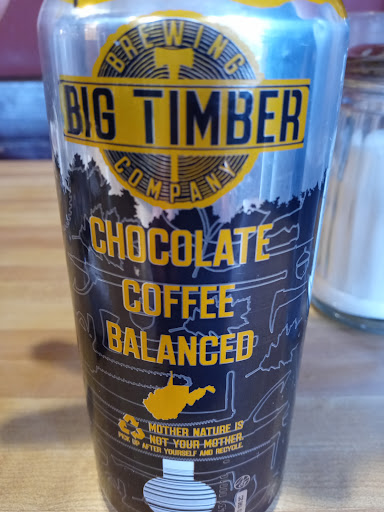 BREWING
BIG TIMBER
COMPANY
CHOCOLATE
COFFEE
BALANCED
MOTHER NATURE IS
NOT YOUR MOTHER.
PICK UP AFTER YOURSELF AND RECYCLE.